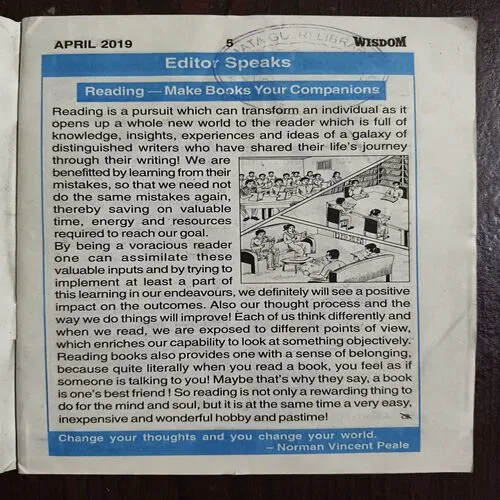 APRIL 2019 5 WISDOM
Editor Speaks
Reading — Make Books Your Companions
Reading is a pursuit which can transform an individual as it
opens up a whole new world to the reader which is full of
knowledge, insights, experiences and ideas of a galaxy of
distinguished writers who have shared their life's journey
through their writing! We are
benefitted by learning from their
mistakes, so that we need not
do the same mistakes again,
thereby saving on valuable
time, energy and resources
required to reach our goal.
By being a voracious reader
one can assimilate these
valuable inputs and by trying to
implement at least a part of
this learning in our endeavours, we definitely will see a positive
impact on the outcomes. Also our thought process and the
way we do things will improve! Each of us think differently and
when we read, we are exposed to different points of view,
which enriches our capability to look at something objectively.
Reading books also provides one with a sense of belonging,
because quite literally when you read a book, you feel as if
someone is talking to you! Maybe that's why they say, a book
is one's best friend ! So reading is not only a rewarding thing to
do for the mind and soul, but it is at the same time a very easy,
inexpensive and wonderful hobby and pastime!
Change your thoughts and you change your world.
– Norman Vincent Peale